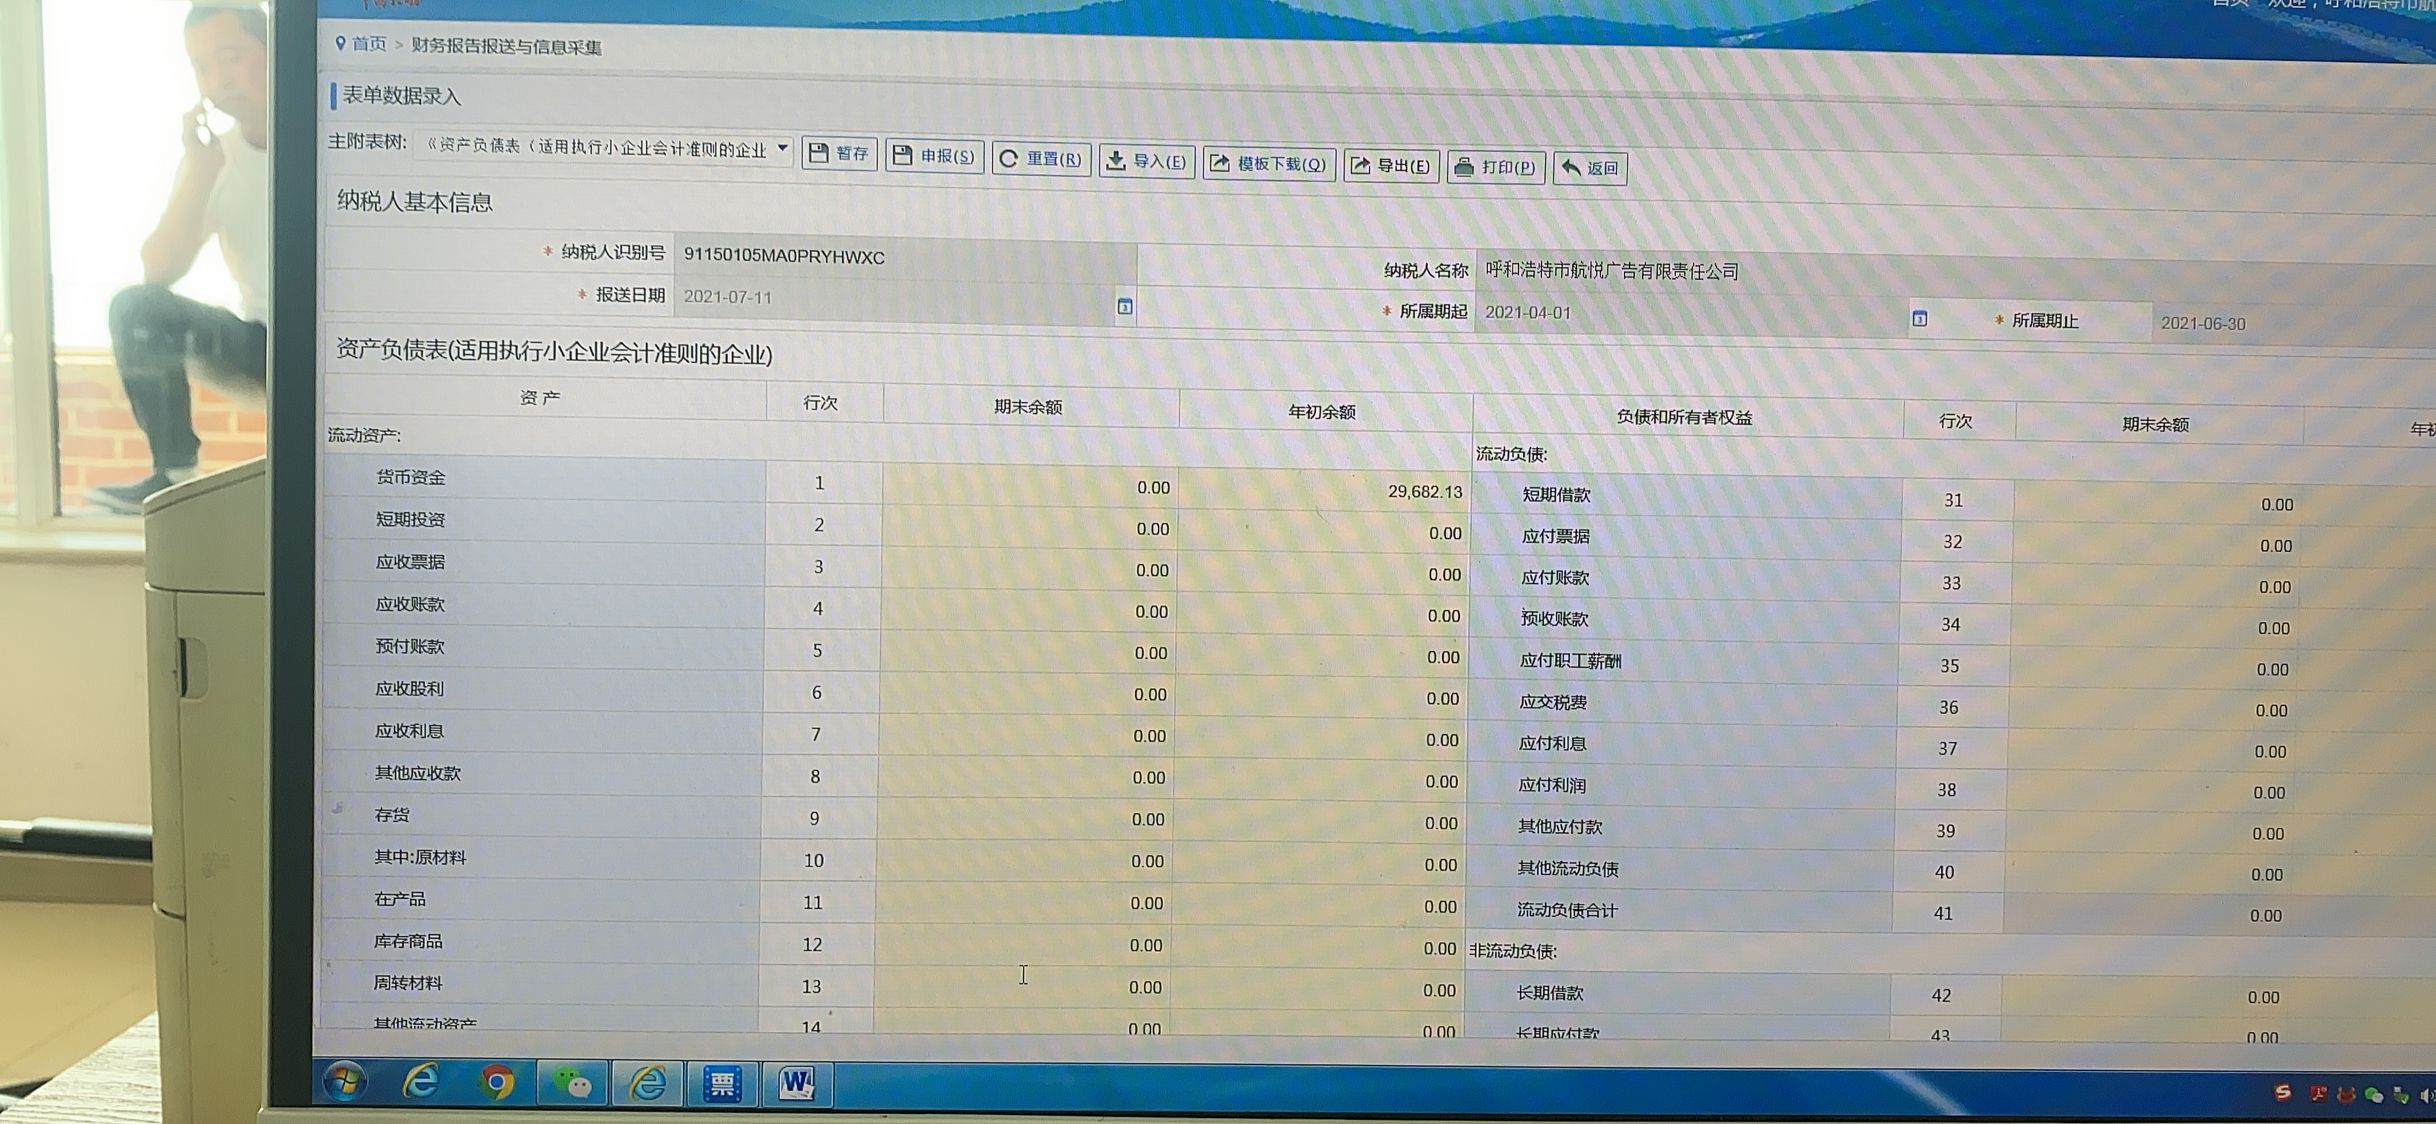 首页 > 财务报告报送与信息采集
表单数据录入
主附表树: 《资产负债表（适用执行小企业会计准则的企业 暂存 申报(S) 重置(R) 导入(E) 模板下载(Q) 导出(E) 打印(P) 返回
纳税人基本信息
* 纳税人识别号 91150105MA0PRYHWXC 纳税人名称 呼和浩特市航悦广告有限责任公司
* 报送日期 2021-07-11 * 所属期起 2021-04-01 * 所属期止 2021-06-30
资产负债表(适用执行小企业会计准则的企业)
资 产 行次 期末余额 年初余额 负债和所有者权益 行次 期末余额
流动资产: 流动负债:
货币资金 1 0.00 29,682.13 短期借款 31 0.00
短期投资 2 0.00 0.00 应付票据 32 0.00
应收票据 3 0.00 0.00 应付账款 33 0.00
应收账款 4 0.00 0.00 预收账款 34 0.00
预付账款 5 0.00 0.00 应付职工薪酬 35 0.00
应收股利 6 0.00 0.00 应交税费 36 0.00
应收利息 7 0.00 0.00 应付利息 37 0.00
其他应收款 8 0.00 0.00 应付利润 38 0.00
存货 9 0.00 0.00 其他应付款 39 0.00
其中:原材料 10 0.00 0.00 其他流动负债 40 0.00
在产品 11 0.00 0.00 流动负债合计 41 0.00
库存商品 12 0.00 0.00 非流动负债:
周转材料 13 0.00 0.00 长期借款 42 0.00
其他流动资产 14 0.00 0.00 长期应付款 43 0.00
票